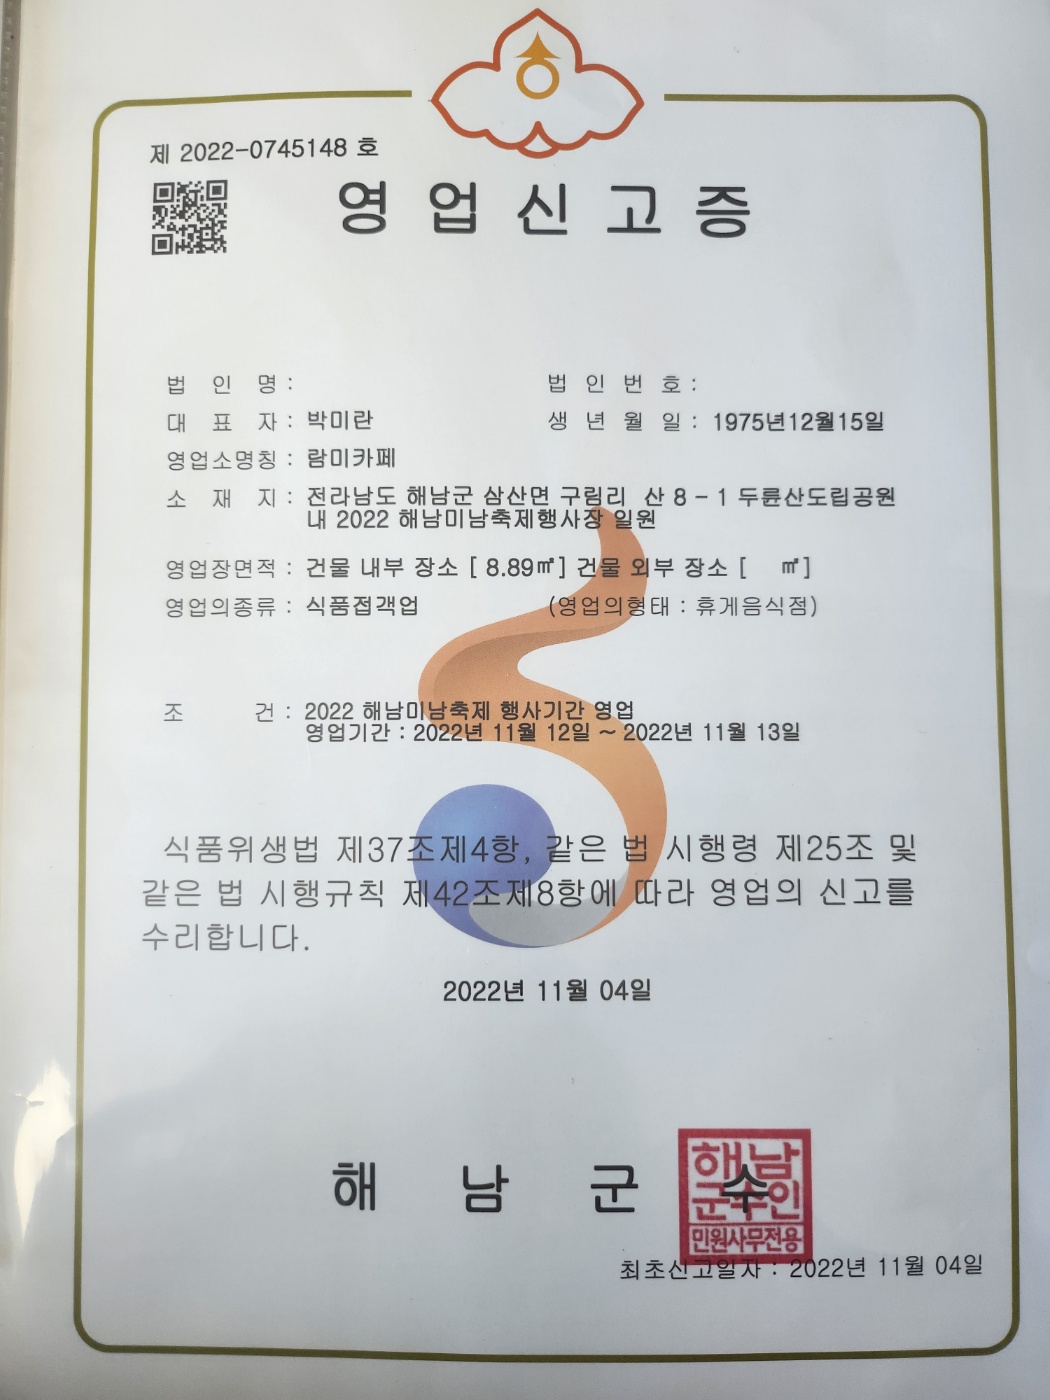 제 2022-0745148 호
영업신고증
법 인 명 :
법 인 번 호 :
대 표 자 : 박미란
생 년 월 일 : 1975년12월15일
영업소명칭 : 람미카페
소 재 지 : 전라남도 해남군 삼산면 구림리 산 8 - 1 두륜산도립공원
내 2022 해남미남축제행사장 일원
영업장면적 : 건물 내부 장소 [ 8.89㎡] 건물 외부 장소 [ ㎡]
영업의종류 : 식품접객업 (영업의형태 : 휴게음식점)
조 건 : 2022 해남미남축제 행사기간 영업
영업기간 : 2022년 11월 12일 ~ 2022년 11월 13일
식품위생법 제37조제4항, 같은 법 시행령 제25조 및
같은 법 시행규칙 제42조제8항에 따라 영업의 신고를
수리합니다.
2022년 11월 04일
해 남 군 수
해남
군수인
민원사무전용
최초신고일자 : 2022년 11월 04일